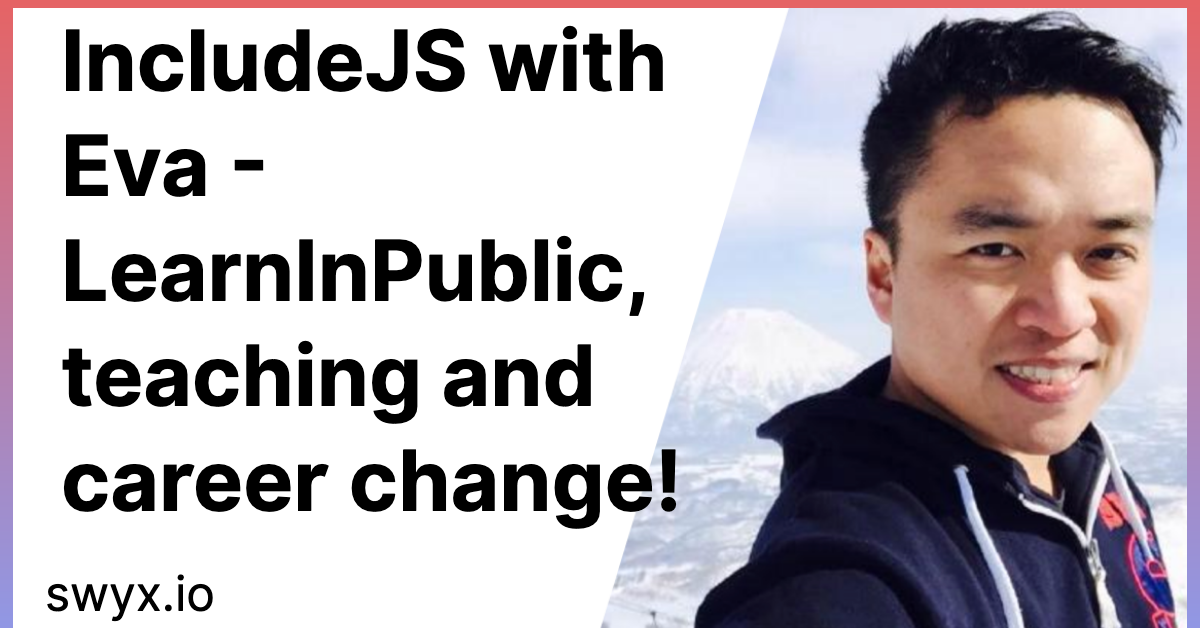 IncludeJS with
Eva -
LearnInPublic,
teaching and
career change!
swyx.io